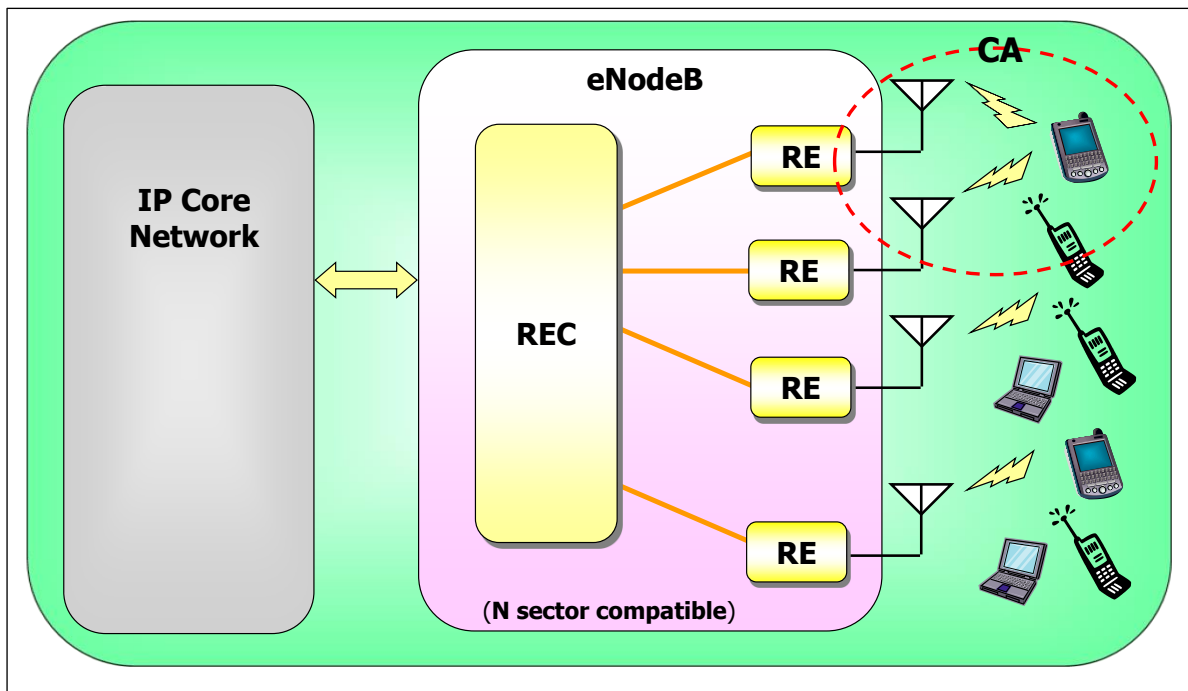 CA
eNodeB
IP Core
Network
REC
RE
RE
RE
RE
(N sector compatible)